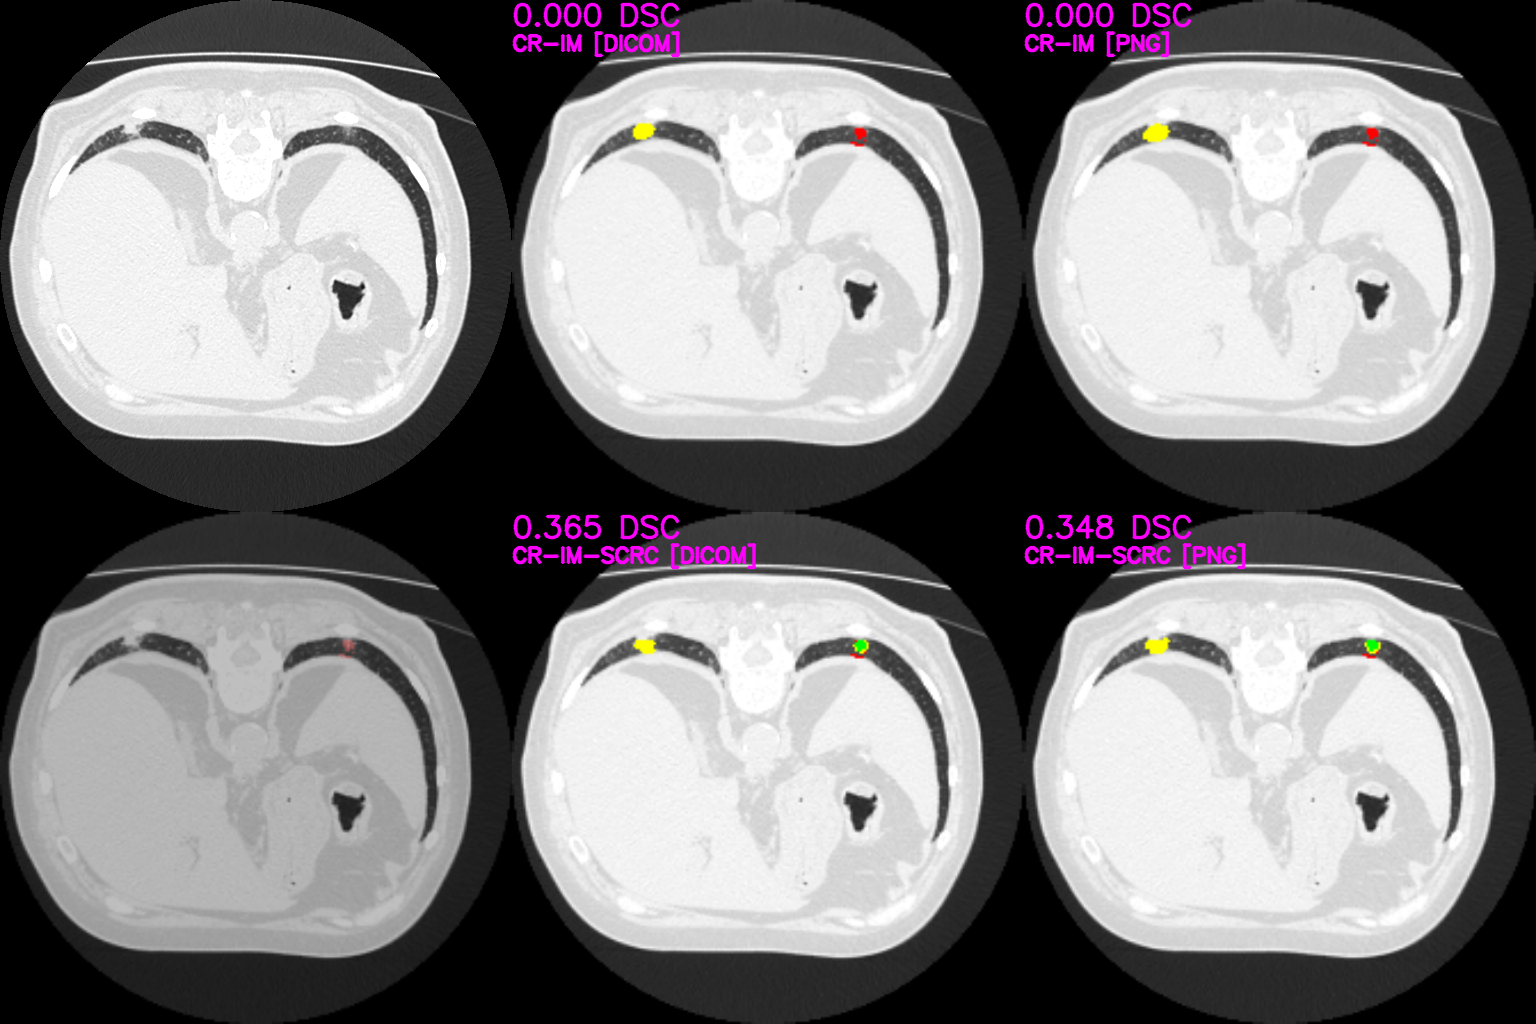 0.000 DSC
CR-IM [DICOM]
0.000 DSC
CR-IM [PNG]
0.365 DSC
CR-IM-SCRC [DICOM]
0.348 DSC
CR-IM-SCRC [PNG]